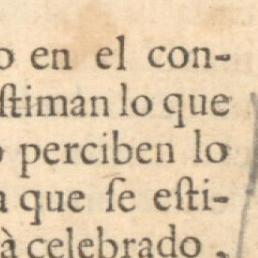 o en el con-
ſtiman lo que
o perciben lo
a que ſe eſti-
à celebrado,